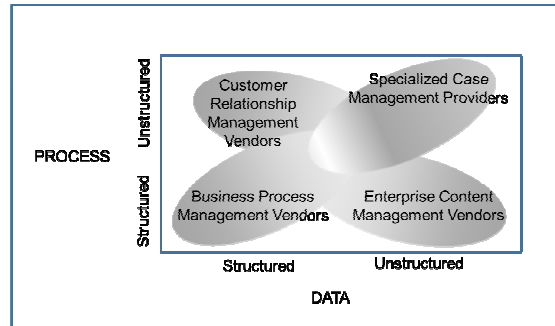 Unstructured
Customer
Relationship
Management
Vendors
Specialized Case
Management Providers
PROCESS
Structured
Business Process
Management Vendors
Enterprise Content
Management Vendors
Structured
Unstructured
DATA